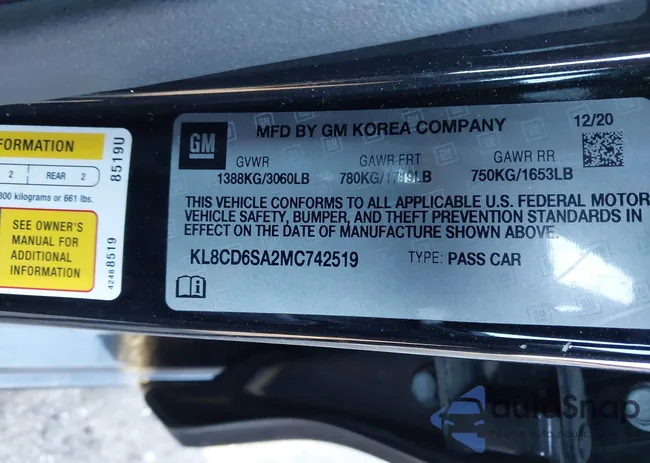 FORMATION
2 REAR 2
300 kilograms or 661 lbs.
SEE OWNER'S
MANUAL FOR
ADDITIONAL
INFORMATION
8519U
42488519
GM
MFD BY GM KOREA COMPANY
12/20
GVWR GAWR FRT GAWR RR
1388KG/3060LB 780KG/ LB 750KG/1653LB
THIS VEHICLE CONFORMS TO ALL APPLICABLE U.S. FEDERAL MOTOR
VEHICLE SAFETY, BUMPER, AND THEFT PREVENTION STANDARDS IN
EFFECT ON THE DATE OF MANUFACTURE SHOWN ABOVE.
KL8CD6SA2MC742519 TYPE: PASS CAR
i
autoSnap